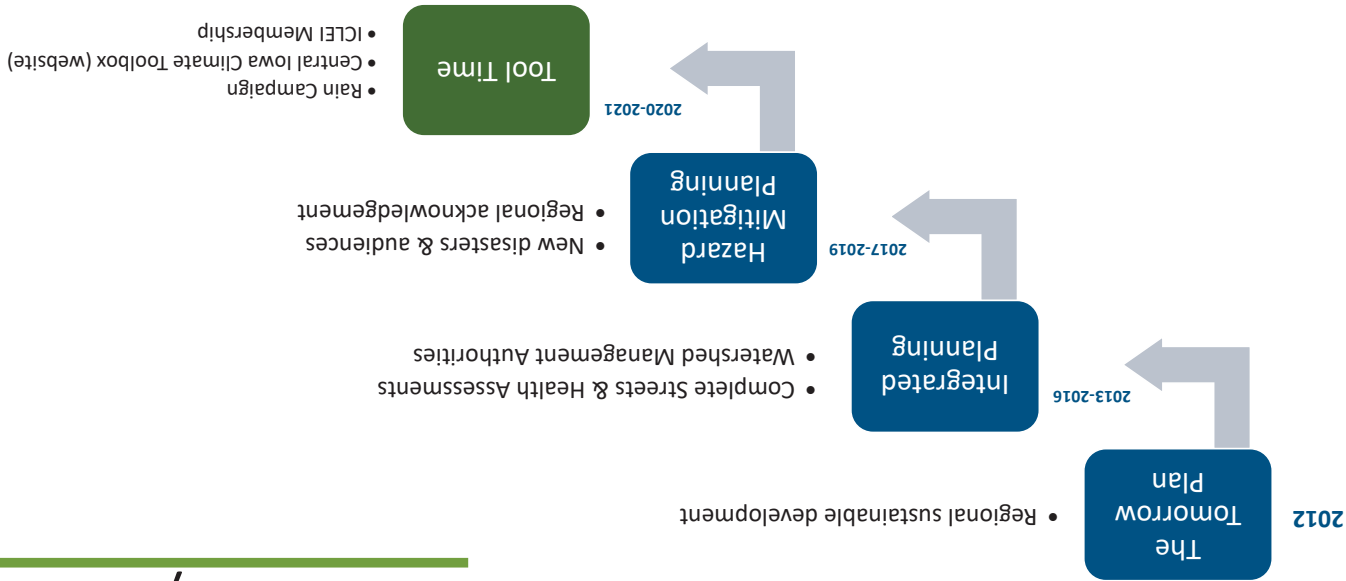 2012
The
Tomorrow
Plan
• Regional sustainable development
2013-2016
Integrated
Planning
• Complete Streets & Health Assessments
• Watershed Management Authorities
2017-2019
Hazard
Mitigation
Planning
• New disasters & audiences
• Regional acknowledgement
2020-2021
Tool Time
• Rain Campaign
• Central Iowa Climate Toolbox (website)
• ICLEI Membership